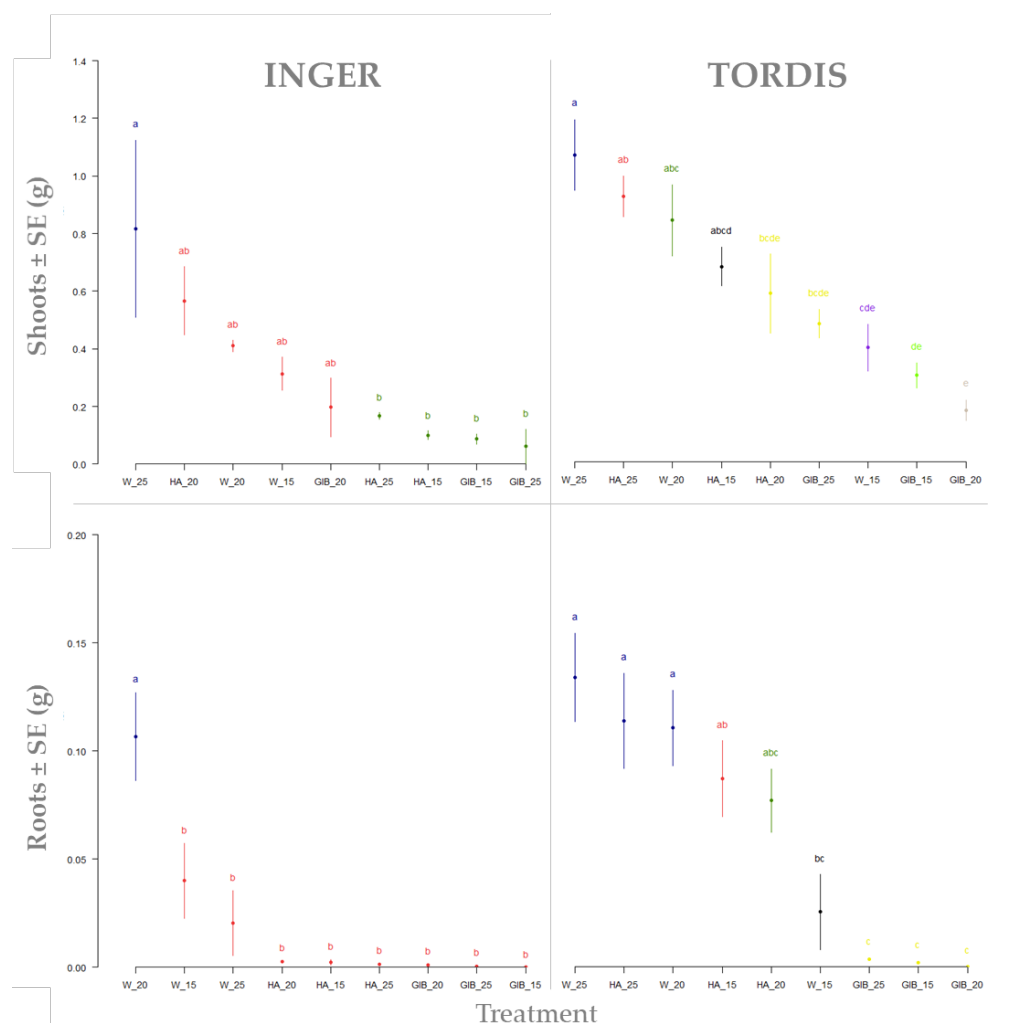 INGER
TORDIS
Shoots ± SE (g)
1.4
1.2
1.0
0.8
0.6
0.4
0.2
0.0
a
ab
ab
ab
ab
b
b
b
b
W_25 HA_20 W_20 W_15 GIB_20 HA_25 HA_15 GIB_15 GIB_25
a
ab
abc
abcd
bcde
bcde
cde
de
e
W_25 HA_25 W_20 HA_15 HA_20 GIB_25 W_15 GIB_15 GIB_20
Roots ± SE (g)
0.20
0.15
0.10
0.05
0.00
a
b
b
b
b
b
b
b
b
W_20 W_15 W_25 HA_20 HA_15 HA_25 GIB_20 GIB_25 GIB_15
a
a
a
ab
abc
bc
c
c
c
W_25 HA_25 W_20 HA_15 HA_20 W_15 GIB_25 GIB_15 GIB_20
Treatment